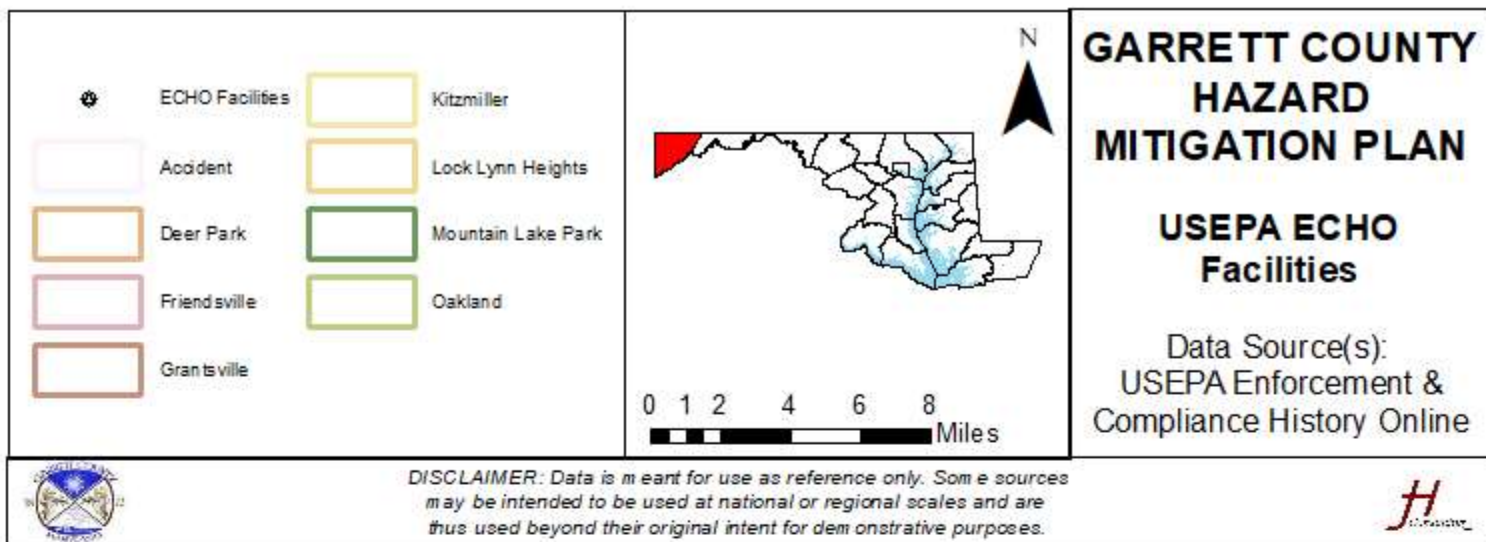 ECHO Facilities
Accident
Deer Park
Friendsville
Grantsville
Kitzmiller
Lock Lynn Heights
Mountain Lake Park
Oakland
N
0 1 2 4 6 8
Miles
GARRETT COUNTY
HAZARD
MITIGATION PLAN
USEPA ECHO
Facilities
Data Source(s):
USEPA Enforcement &
Compliance History Online
DISCLAIMER: Data is meant for use as reference only. Some sources
may be intended to be used at national or regional scales and are
thus used beyond their original intent for demonstrative purposes.